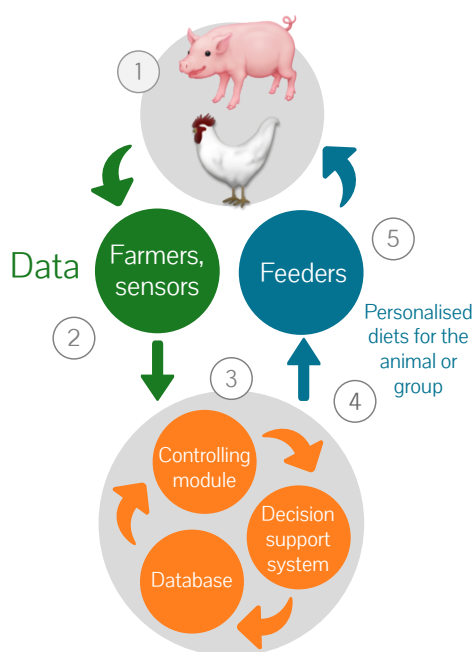 1
Data
Farmers,
sensors
2
Feeders
5
Personalised
diets for the
animal or
group
3
4
Controlling
module
Decision
support
system
Database